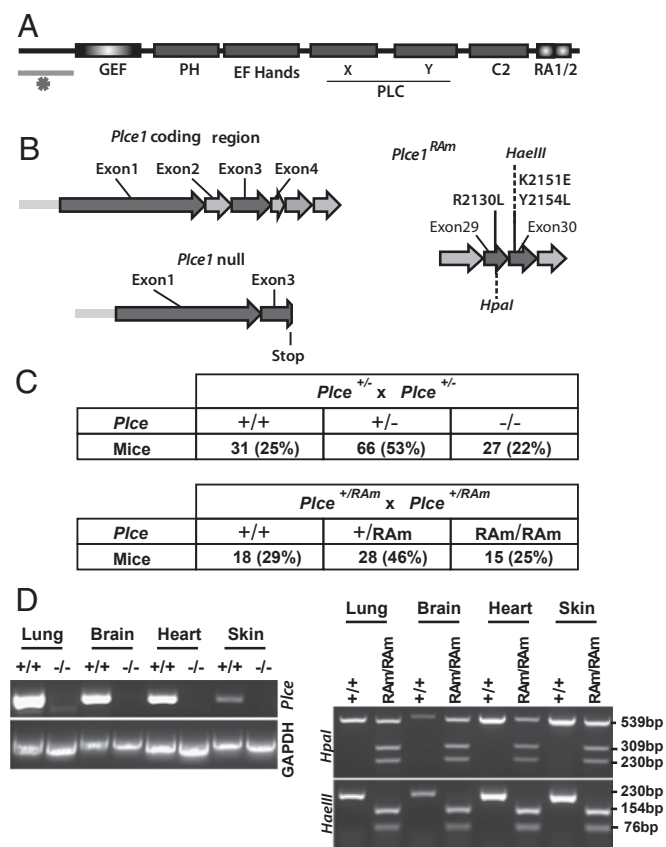 A
GEF PH EF Hands X Y C2 RA1/2
PLC
B
Plce1 coding region
Exon1 Exon2 Exon3 Exon4
Plce1 null
Exon1 Exon3
Stop
Plce1 RAm
HaeIII
K2151E
R2130L Y2154L
Exon29 Exon30
HpaI
C
Plce +/- x Plce +/-
Plce +/+ +/- -/-
Mice 31 (25%) 66 (53%) 27 (22%)
Plce +/RAm x Plce +/RAm
Plce +/+ +/RAm RAm/RAm
Mice 18 (29%) 28 (46%) 15 (25%)
D
Lung Brain Heart Skin
+/+ -/- +/+ -/- +/+ -/- +/+ -/-
Plce
GAPDH
Lung Brain Heart Skin
+/+ RAm/RAm +/+ RAm/RAm +/+ RAm/RAm +/+ RAm/RAm
HpaI
539bp
309bp
230bp
HaeIII
230bp
154bp
76bp